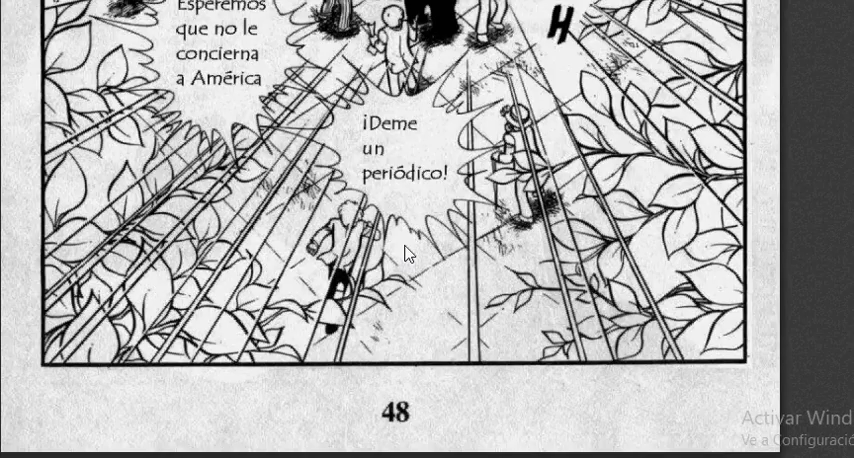 Esperemos
que no le
concierna
a América
¡Deme
un
periódico!
H
48
Activar Wind
Ve a Configuració